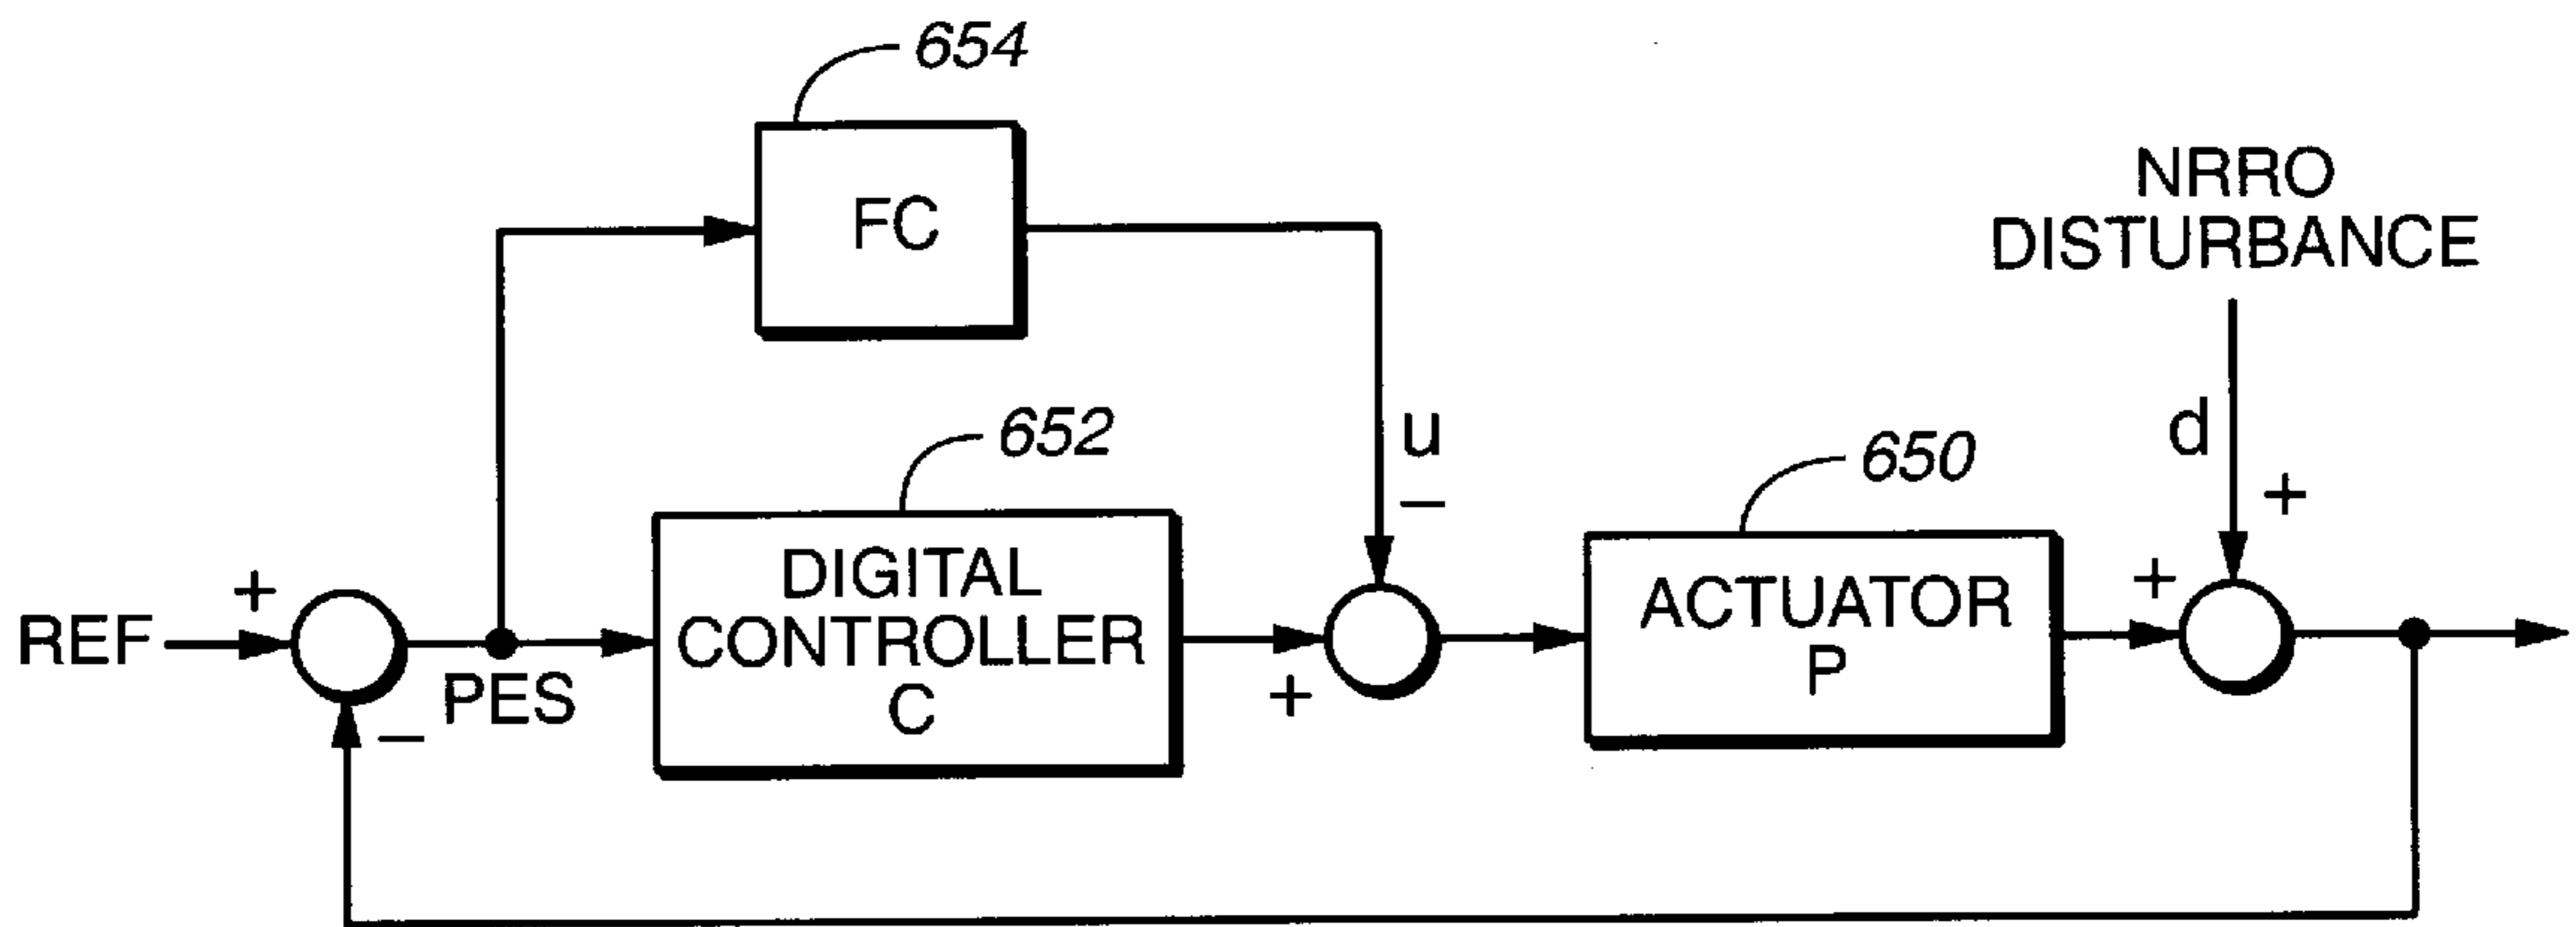 654
FC
NRRO
DISTURBANCE
652
u
−
650
d
+
DIGITAL
CONTROLLER
C
ACTUATOR
P
+
REF
+
PES
−
+